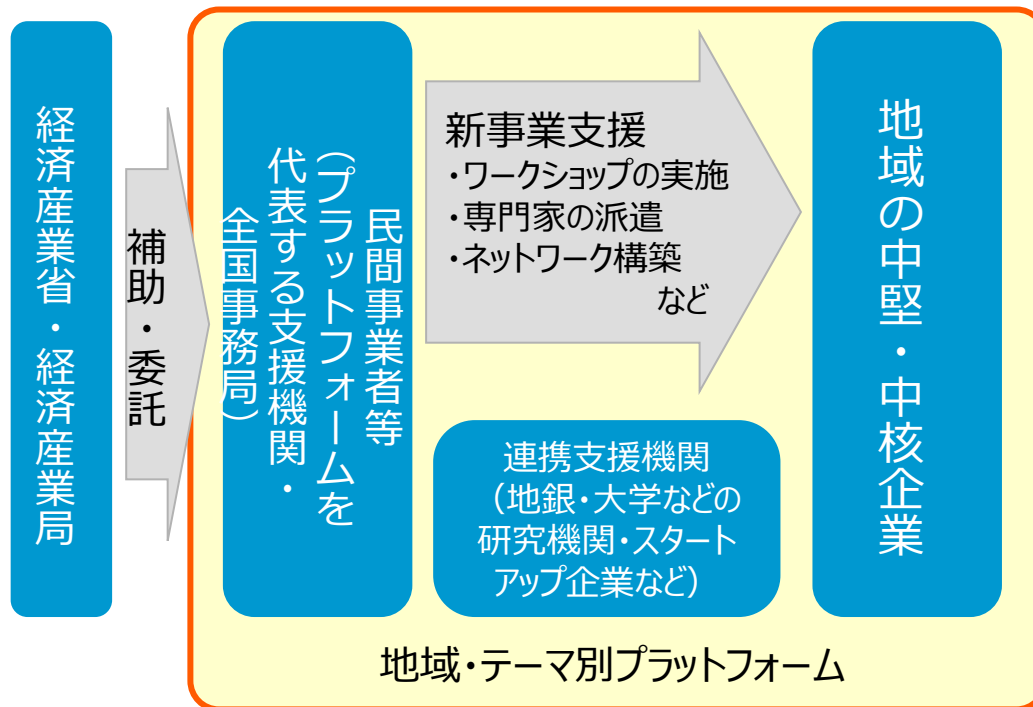 経済産業省・経済産業局
補助・委託
民間事業者等
(プラットフォームを
代表する支援機関・
全国事務局)
新事業支援
・ワークショップの実施
・専門家の派遣
・ネットワーク構築
など
連携支援機関
(地銀・大学などの
研究機関・スタート
アップ企業など)
地域の中堅・中核企業
地域・テーマ別プラットフォーム